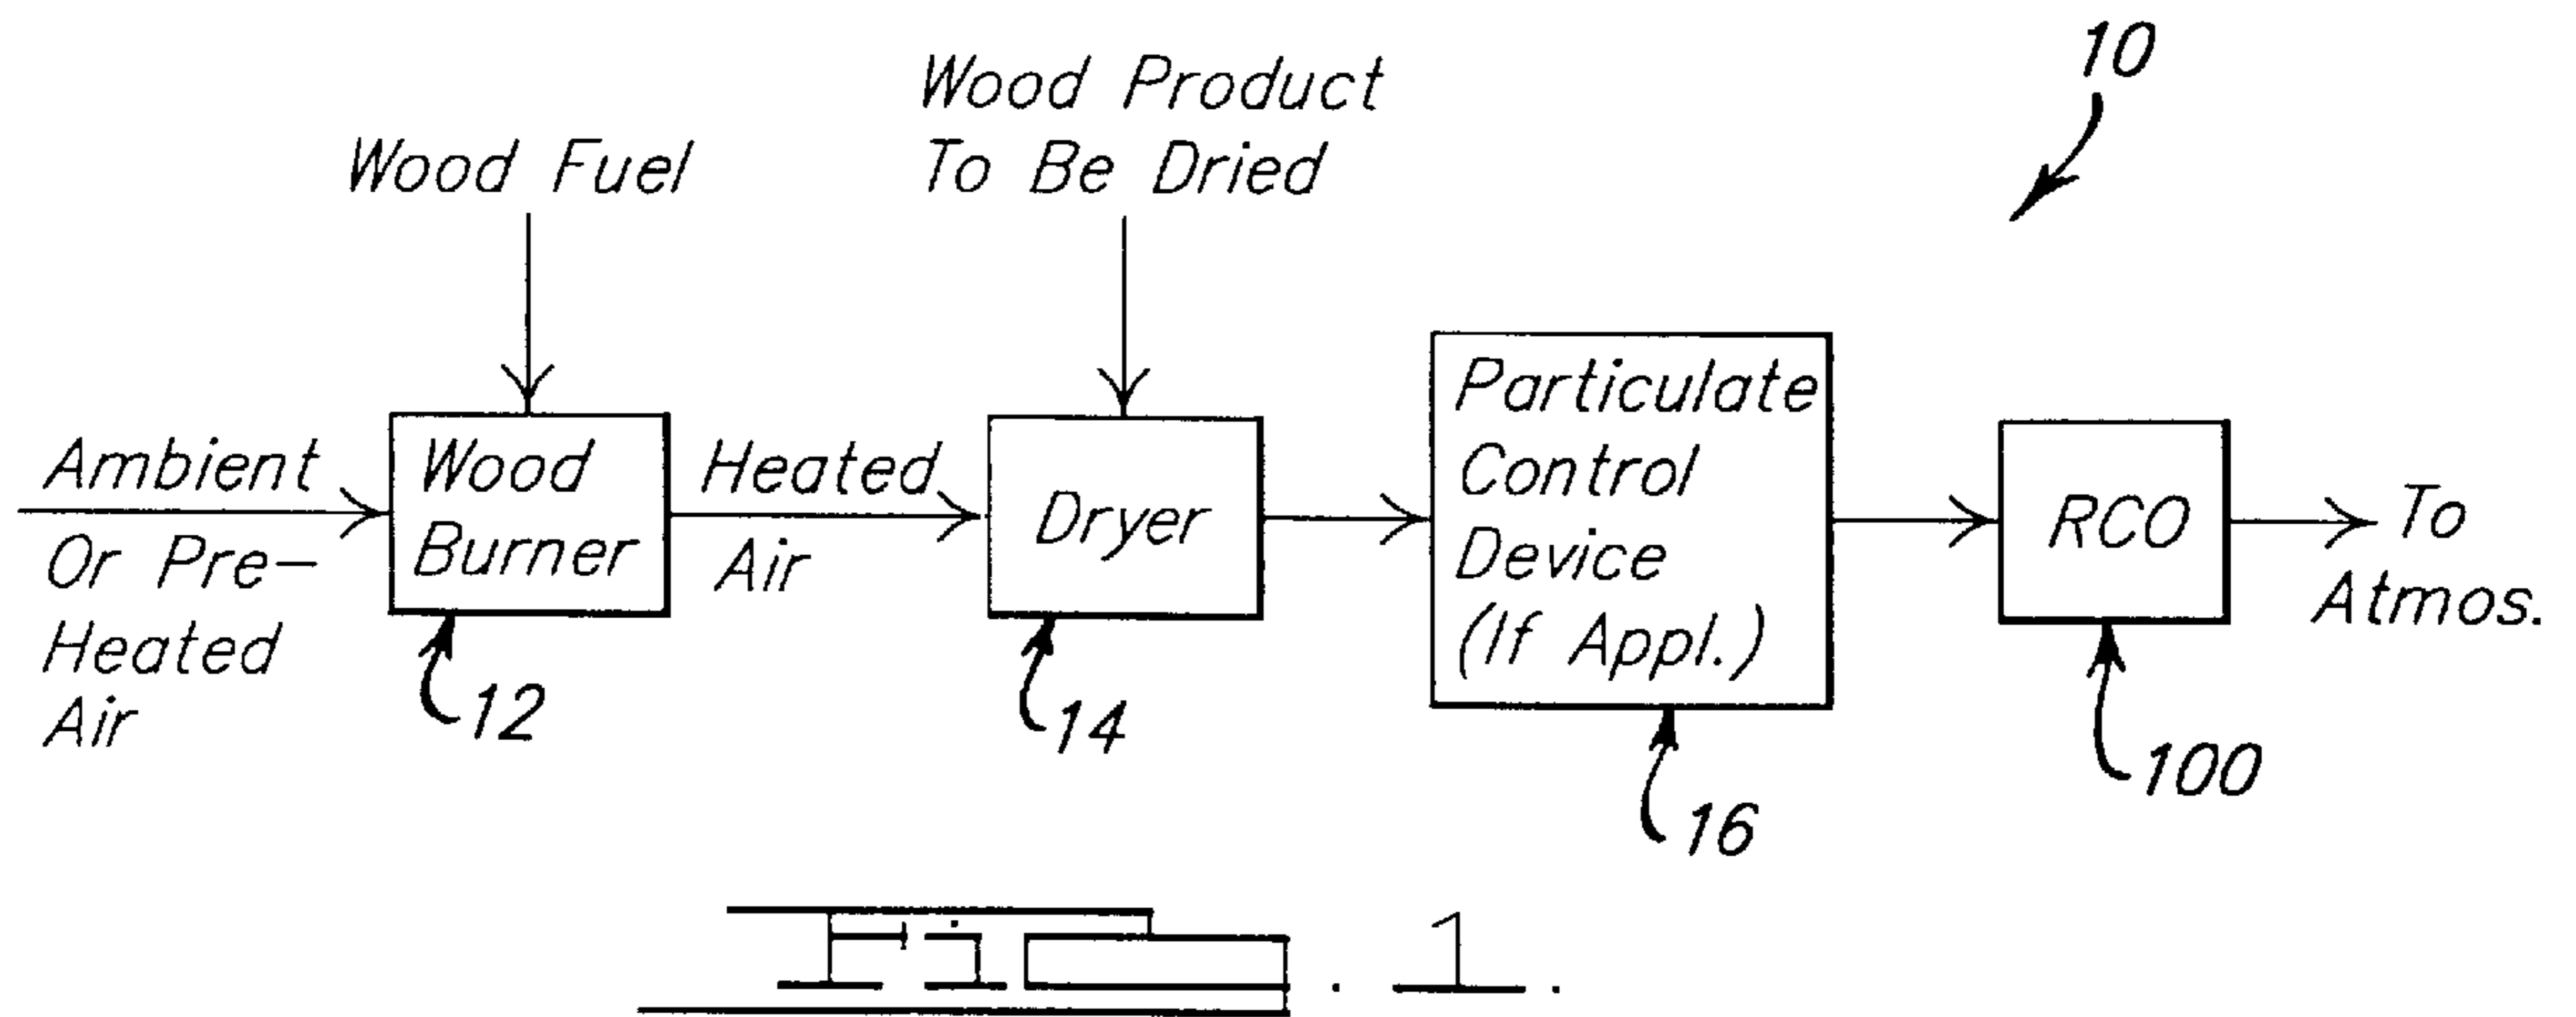 10
Wood Product
To Be Dried
Wood Fuel
Ambient
Or Pre-
Heated
Air
Wood
Burner
12
Heated
Air
Dryer
14
Particulate
Control
Device
(If Appl.)
16
RCO
100
To
Atmos.
Fig. 1.